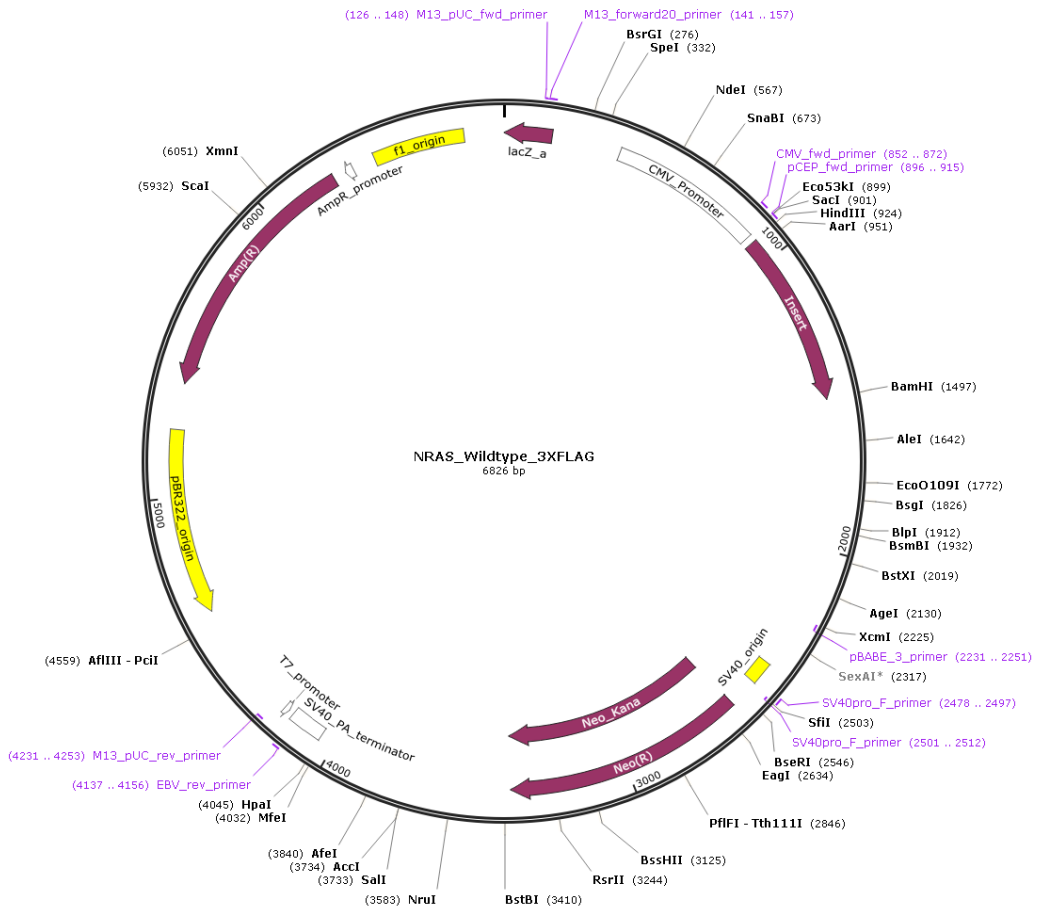 (126 .. 148) M13_pUC_fwd_primer
M13_forward20_primer (141 .. 157)
BsrGI (276)
SpeI (332)
NdeI (567)
SnaBI (673)
CMV_fwd_primer (852 .. 872)
pCEP_fwd_primer (896 .. 915)
Eco53kI (899)
SacI (901)
HindIII (924)
AarI (951)
1000
lacZ_a
CMV_Promoter
Insert
BamHI (1497)
AleI (1642)
EcoO109I (1772)
BsgI (1826)
BlpI (1912)
BsmBI (1932)
2000
BstXI (2019)
AgeI (2130)
XcmI (2225)
pBABE_3_primer (2231 .. 2251)
SexAI* (2317)
SV40_origin
SV40pro_F_primer (2478 .. 2497)
SfiI (2503)
SV40pro_F_primer (2501 .. 2512)
BseRI (2546)
EagI (2634)
PflFI - Tth111I (2846)
Neo_Kana
Neo(R)
3000
BssHII (3125)
RsrII (3244)
BstBI (3410)
(3583) NruI
(3733) SalI
(3734) AccI
(3840) AfeI
4000
(4032) MfeI
(4045) HpaI
(4137 .. 4156) EBV_rev_primer
(4231 .. 4253) M13_pUC_rev_primer
T7_promoter
SV40_PA_terminator
(4559) AflIII - PciI
pBR322_origin
5000
Amp(R)
(5932) ScaI
6000
(6051) XmnI
AmpR_promoter
f1_origin
NRAS_Wildtype_3XFLAG
6826 bp